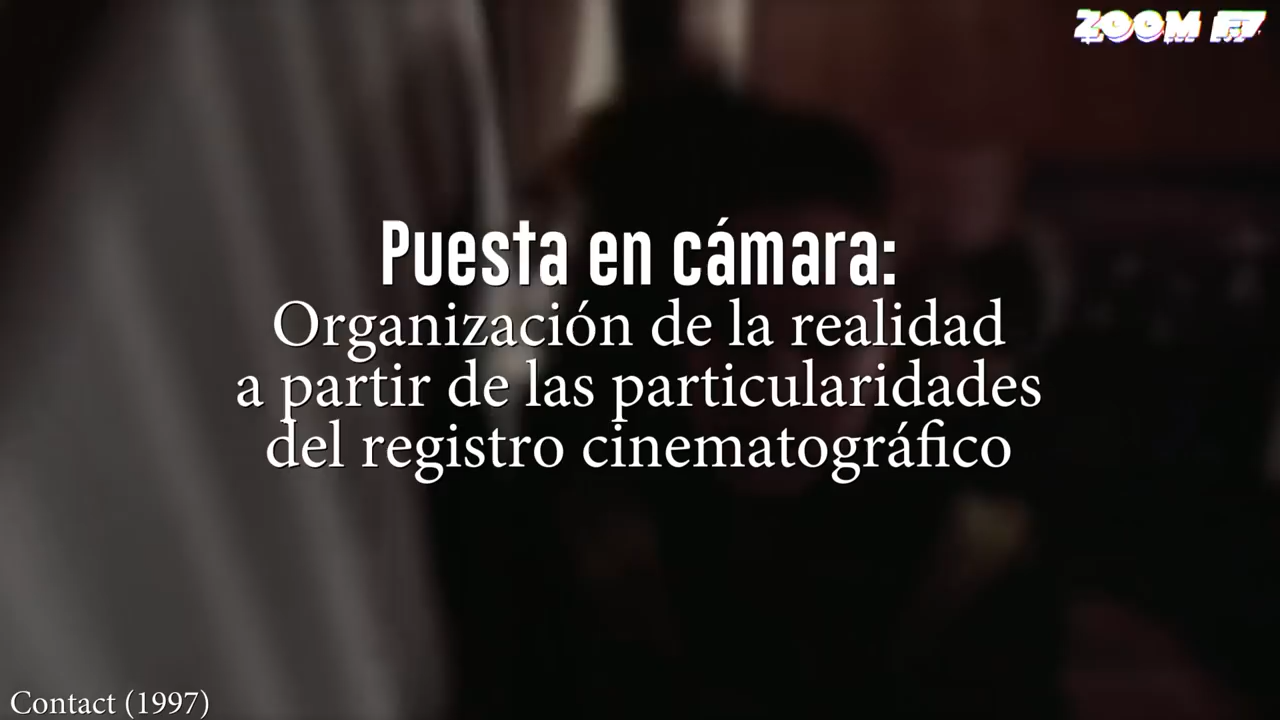 ZOOM F7
Puesta en cámara:
Organización de la realidad
a partir de las particularidades
del registro cinematográfico
Contact (1997)